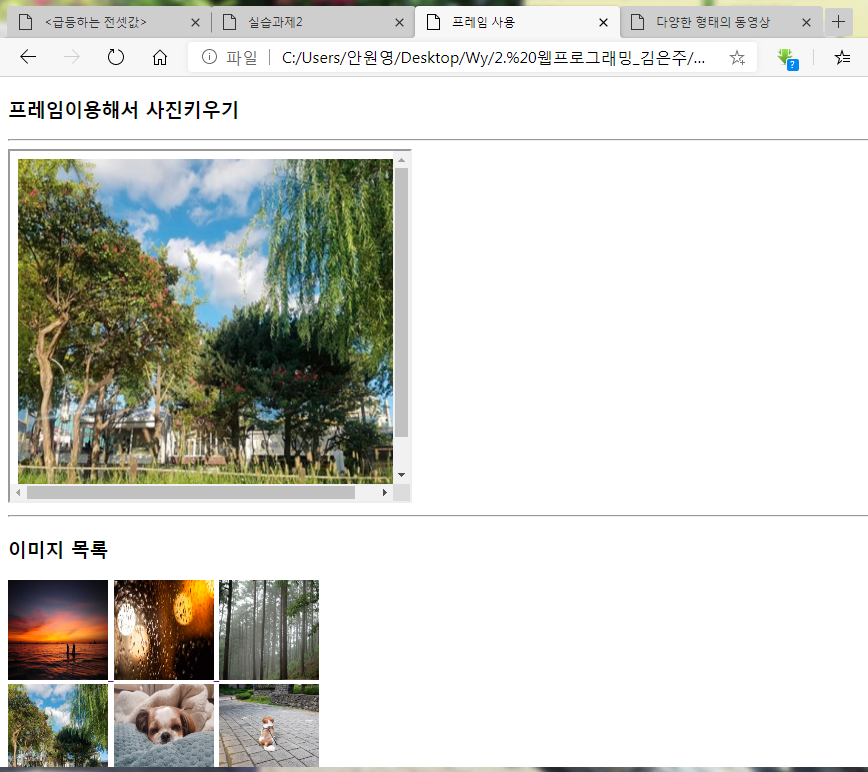 <급등하는 전셋값>
실습과제2
프레임 사용
다양한 형태의 동영상
파일
C:/Users/안원영/Desktop/Wy/2.%20웹프로그래밍_김은주/...
?
프레임이용해서 사진키우기
이미지 목록